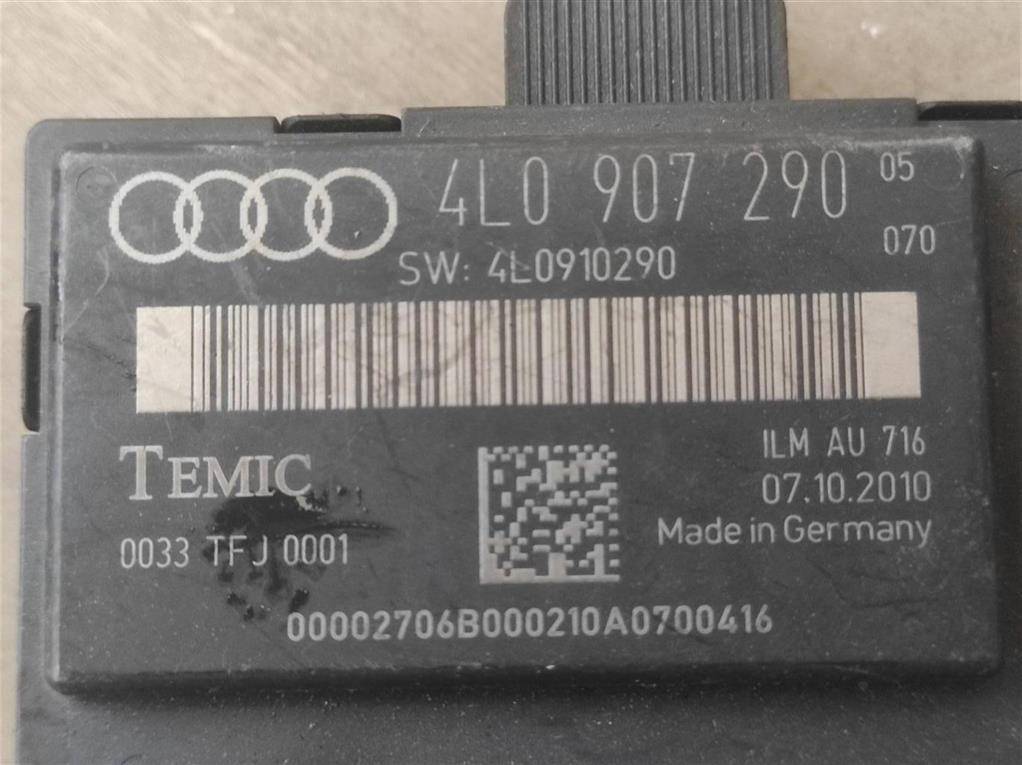 4L0 907 290 05
070
SW: 4L0910290
TEMIC
ILM AU 716
07.10.2010
0033 TFJ 0001
Made in Germany
00002706B000210A0700416